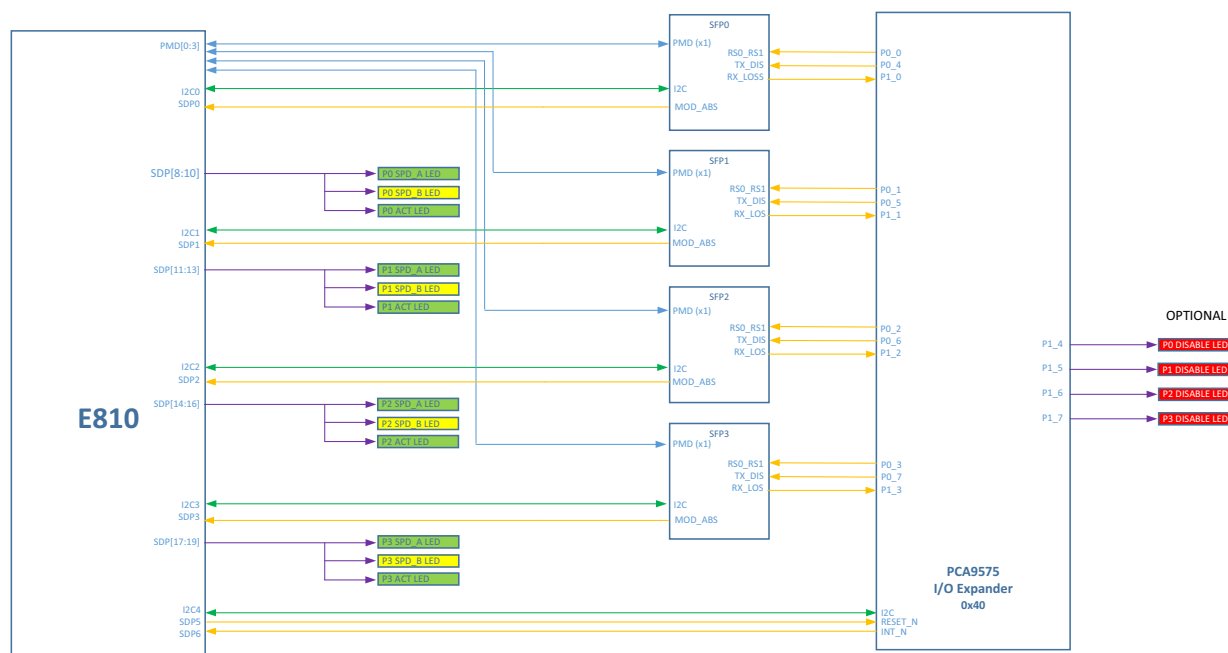 E810
PMD[0:3]
I2C0
SDP0
SDP[8:10]
I2C1
SDP1
SDP[11:13]
I2C2
SDP2
SDP[14:16]
I2C3
SDP3
SDP[17:19]
I2C4
SDP5
SDP6
P0 SPD_A LED
P0 SPD_B LED
P0 ACT LED
P1 SPD_A LED
P1 SPD_B LED
P1 ACT LED
P2 SPD_A LED
P2 SPD_B LED
P2 ACT LED
P3 SPD_A LED
P3 SPD_B LED
P3 ACT LED
SFP0
PMD (x1)
RS0_RS1
TX_DIS
RX_LOSS
I2C
MOD_ABS
SFP1
PMD (x1)
RS0_RS1
TX_DIS
RX_LOS
I2C
MOD_ABS
SFP2
PMD (x1)
RS0_RS1
TX_DIS
RX_LOS
I2C
MOD_ABS
SFP3
PMD (x1)
RS0_RS1
TX_DIS
RX_LOS
I2C
MOD_ABS
P0_0
P0_4
P1_0
P0_1
P0_5
P1_1
P0_2
P0_6
P1_2
P0_3
P0_7
P1_3
PCA9575
I/O Expander
0x40
I2C
RESET_N
INT_N
P1_4
P1_5
P1_6
P1_7
OPTIONAL
P0 DISABLE LED
P1 DISABLE LED
P2 DISABLE LED
P3 DISABLE LED